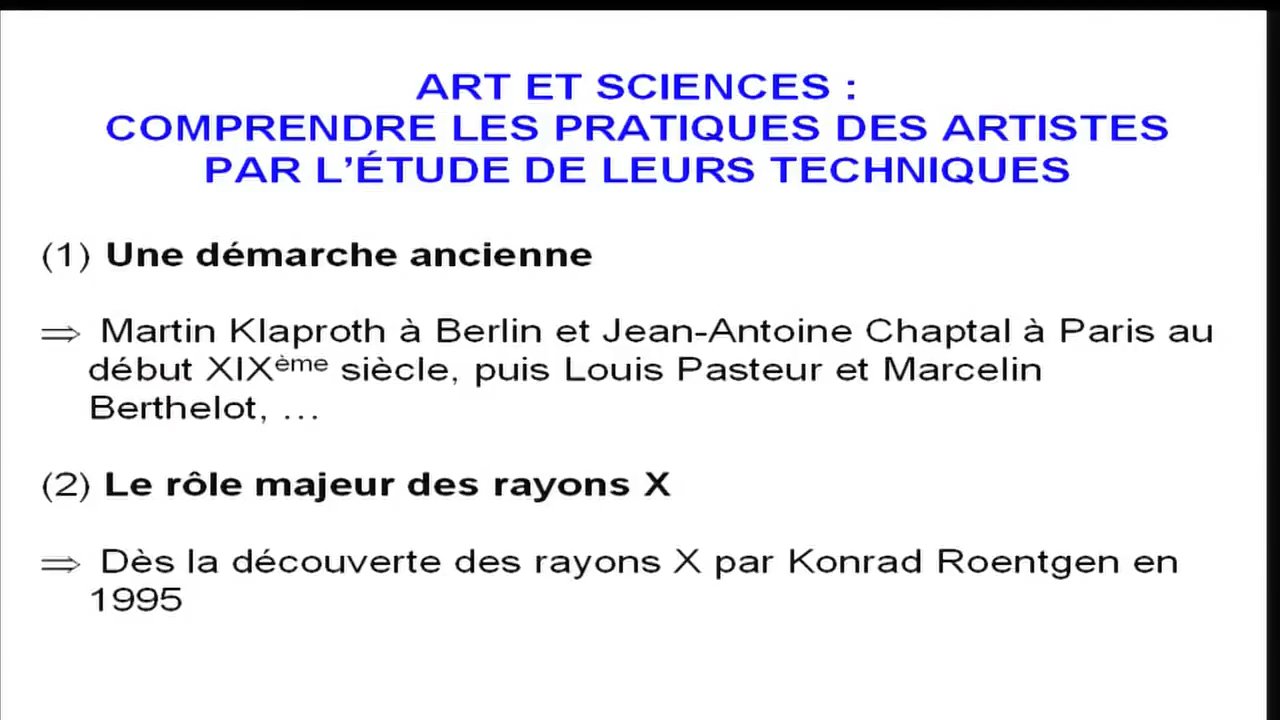 ART ET SCIENCES :
COMPRENDRE LES PRATIQUES DES ARTISTES
PAR L’ÉTUDE DE LEURS TECHNIQUES
(1) Une démarche ancienne
⇒ Martin Klaproth à Berlin et Jean-Antoine Chaptal à Paris au
début XIXème siècle, puis Louis Pasteur et Marcelin
Berthelot, …
(2) Le rôle majeur des rayons X
⇒ Dès la découverte des rayons X par Konrad Roentgen en
1995